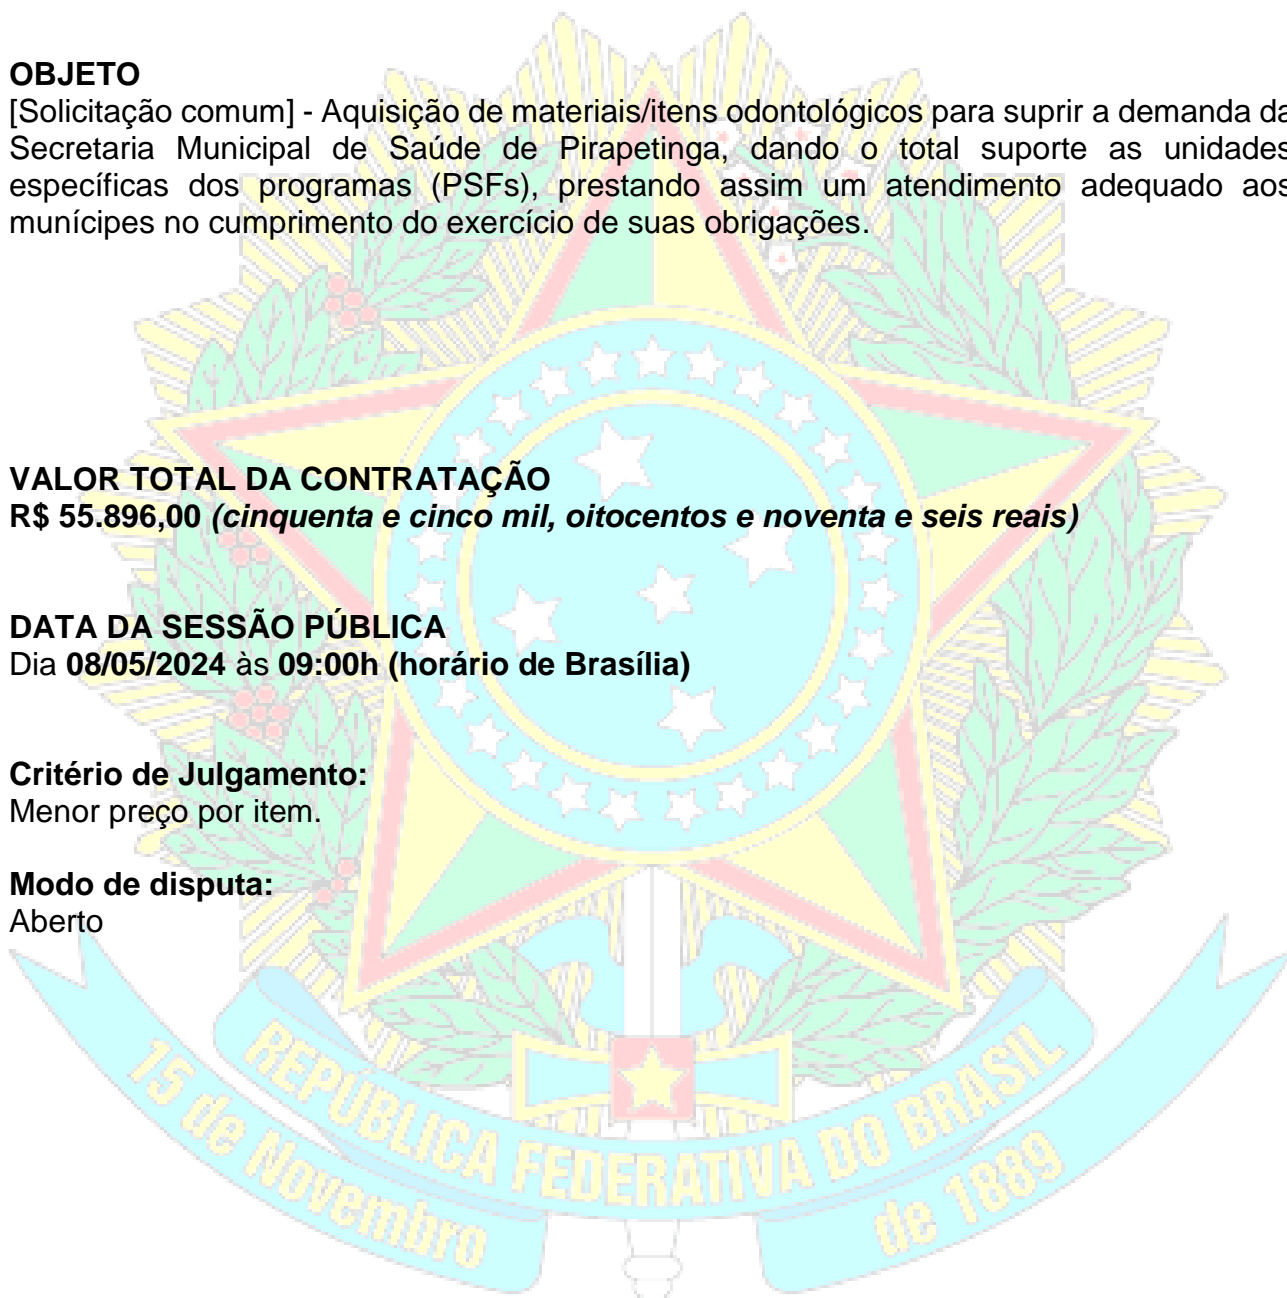 OBJETO
[Solicitação comum] - Aquisição de materiais/itens odontológicos para suprir a demanda da
Secretaria Municipal de Saúde de Pirapetinga, dando o total suporte as unidades
específicas dos programas (PSFs), prestando assim um atendimento adequado aos
munícipes no cumprimento do exercício de suas obrigações.
VALOR TOTAL DA CONTRATAÇÃO
R$ 55.896,00 (cinquenta e cinco mil, oitocentos e noventa e seis reais)
DATA DA SESSÃO PÚBLICA
Dia 08/05/2024 às 09:00h (horário de Brasília)
Critério de Julgamento:
Menor preço por item.
Modo de disputa:
Aberto
REPÚBLICA FEDERATIVA DO BRASIL
15 de Novembro de 1889